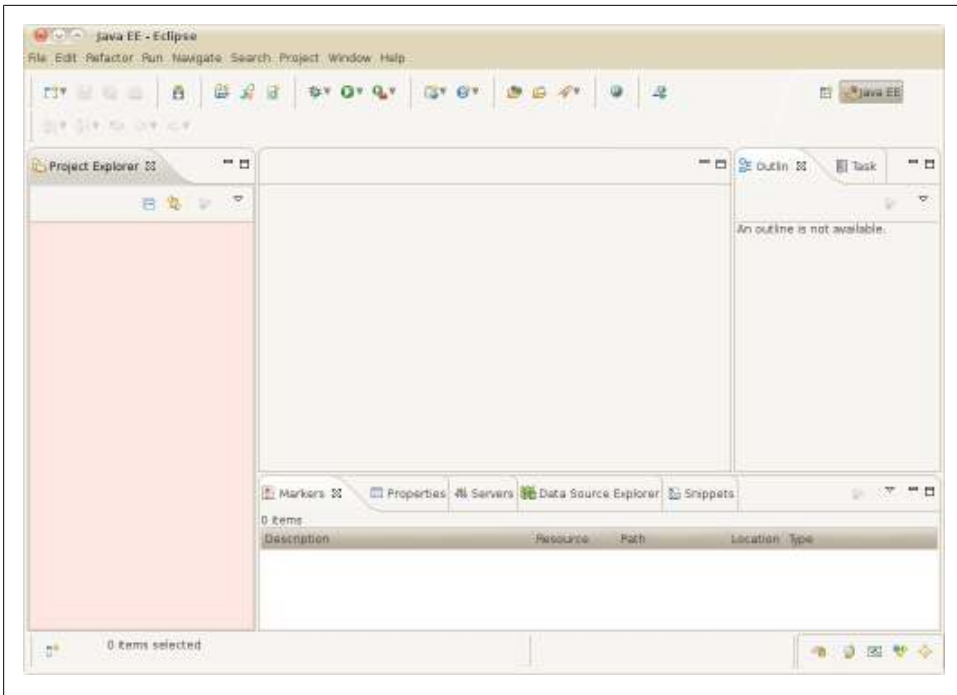 Java EE - Eclipse
File Edit Refactor Run Navigate Search Project Window Help
Java EE
Project Explorer
Outlin Task
An outline is not available.
Markers Properties Servers Data Source Explorer Snippets
0 items
Description Resource Path Location Type
0 items selected